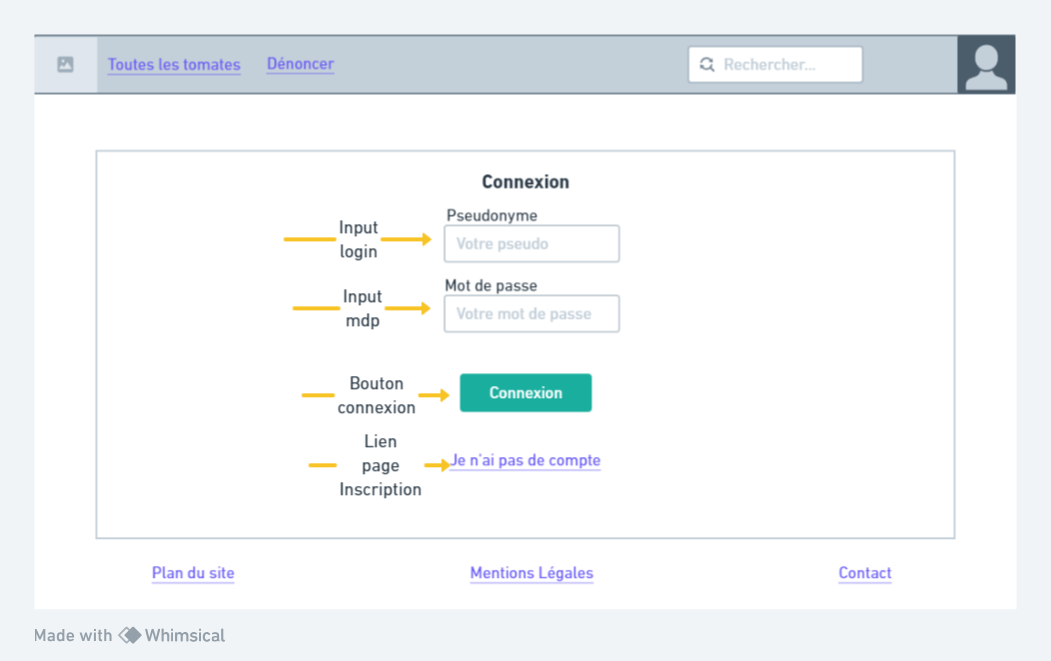 Toutes les tomates
Dénoncer
Rechercher...
Connexion
Pseudonyme
Input
login
Votre pseudo
Mot de passe
Input
mdp
Votre mot de passe
Bouton
connexion
Connexion
Lien
page
Inscription
Je n'ai pas de compte
Plan du site
Mentions Légales
Contact
Made with Whimsical